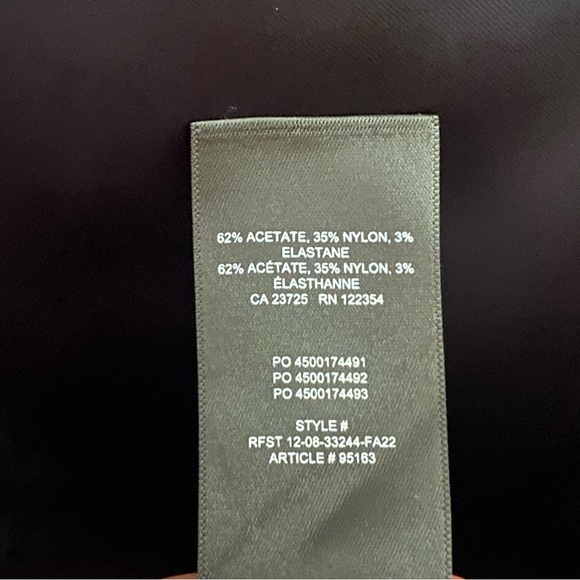 62% ACETATE, 35% NYLON, 3%
ELASTANE
62% ACÉTATE, 35% NYLON, 3%
ÉLASTHANNE
CA 23725 RN 122354
PO 4500174491
PO 4500174492
PO 4500174493
STYLE #
RFST 12-08-33244-FA22
ARTICLE # 95163